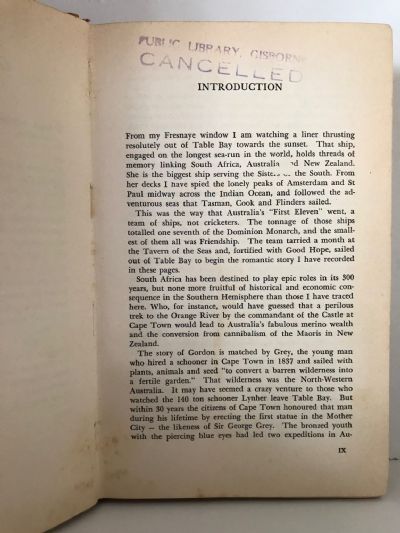 PUBLIC LIBRARY, GISBORNE
CANCELLED
INTRODUCTION
From my Fresnaye window I am watching a liner thrusting
resolutely out of Table Bay towards the sunset. That ship,
engaged on the longest sea-run in the world, holds threads of
memory linking South Africa, Australia and New Zealand.
She is the biggest ship serving the Siste the South. From
her decks I have spied the lonely peaks of Amsterdam and St
Paul midway across the Indian Ocean, and followed the ad-
venturous seas that Tasman, Cook and Flinders sailed.
This was the way that Australia's "First Eleven" went, a
team of ships, not cricketers. The tonnage of those ships
totalled one seventh of the Dominion Monarch, and the small-
est of them all was Friendship. The team tarried a month at
the Tavern of the Seas and, fortified with Good Hope, sailed
out of Table Bay to begin the romantic story I have recorded
in these pages.
South Africa has been destined to play epic roles in its 300
years, but none more fruitful of historical and economic con-
sequence in the Southern Hemisphere than those I have traced
here. Who, for instance, would have guessed that a perilous
trek to the Orange River by the commandant of the Castle at
Cape Town would lead to Australia's fabulous merino wealth
and the conversion from cannibalism of the Maoris in New
Zealand.
The story of Gordon is matched by Grey, the young man
who hired a schooner in Cape Town in 1837 and sailed with
plants, animals and seed "to convert a barren wilderness into
a fertile garden." That wilderness was the North-Western
Australia. It may have seemed a crazy venture to those who
watched the 140 ton schooner Lynher leave Table Bay. But
within 30 years the citizens of Cape Town honoured that man
during his lifetime by erecting the first statue in the Mother
City — the likeness of Sir George Grey. The bronzed youth
with the piercing blue eyes had led two expeditions in Au-
IX